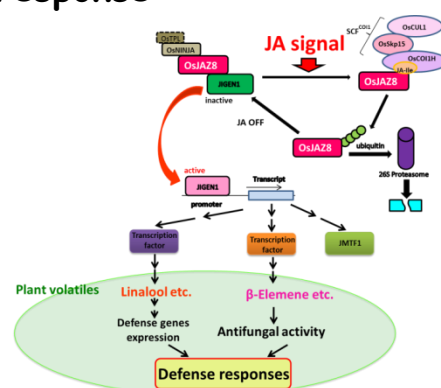 esponse
OsTPL
OsNINJA
OsJAZ8
JIGEN1
inactive
JA signal
SCF^COI1
OsCUL1
OsSkp15
OsCOI1H
JA-Ile
OsJAZ8
JA OFF
OsJAZ8
ubiquitin
26S Proteasome
active
JIGEN1
Transcript
promoter
Transcription
factor
Transcription
factor
JMTF1
Plant volatiles
Linalool etc.
β-Elemene etc.
Defense genes
expression
Antifungal activity
Defense responses